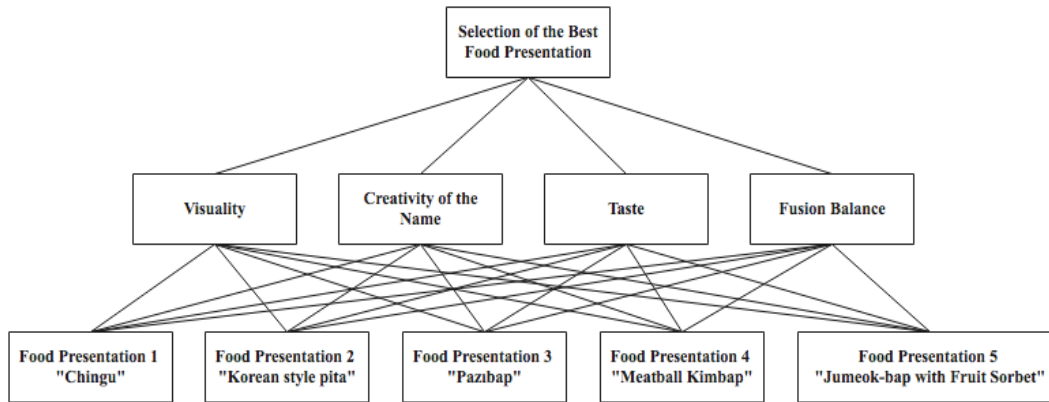 Selection of the Best
Food Presentation
Visuality
Creativity of the
Name
Taste
Fusion Balance
Food Presentation 1
"Chingu"
Food Presentation 2
"Korean style pita"
Food Presentation 3
"Pazıbap"
Food Presentation 4
"Meatball Kimbap"
Food Presentation 5
"Jumeok-bap with Fruit Sorbet"